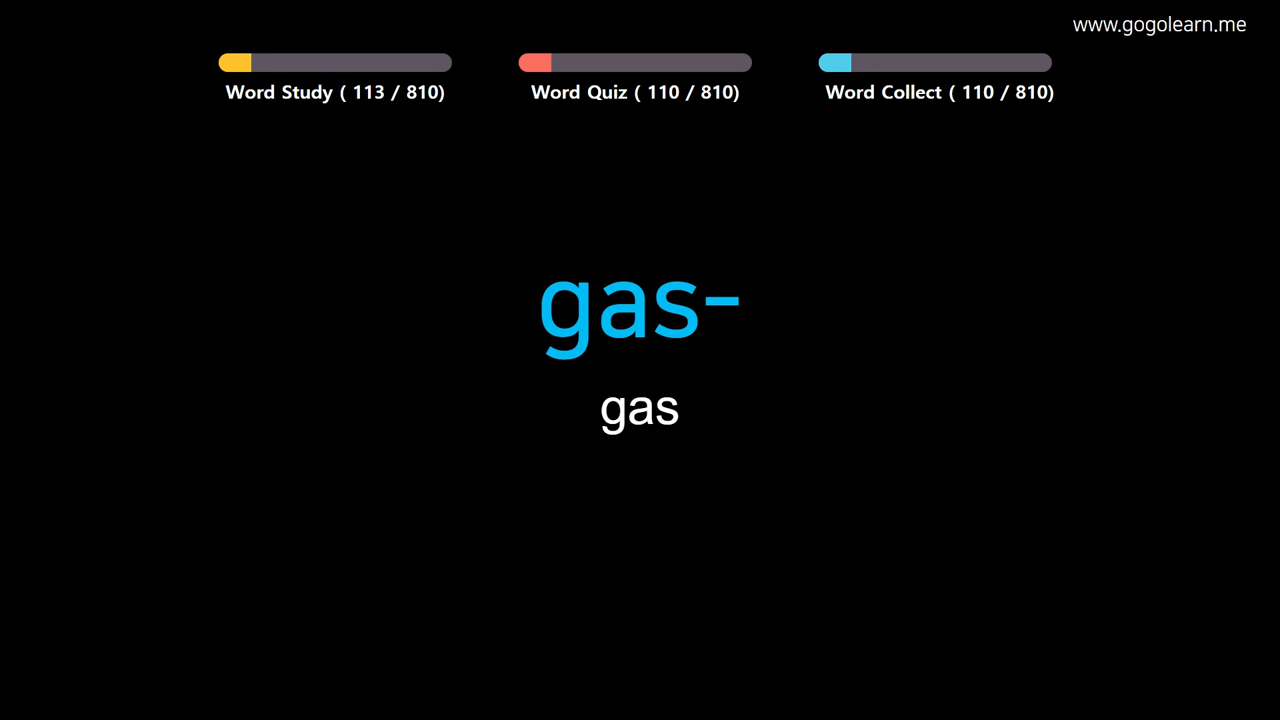 www.gogolearn.me
Word Study ( 113 / 810)
Word Quiz ( 110 / 810)
Word Collect ( 110 / 810)
gas-
gas